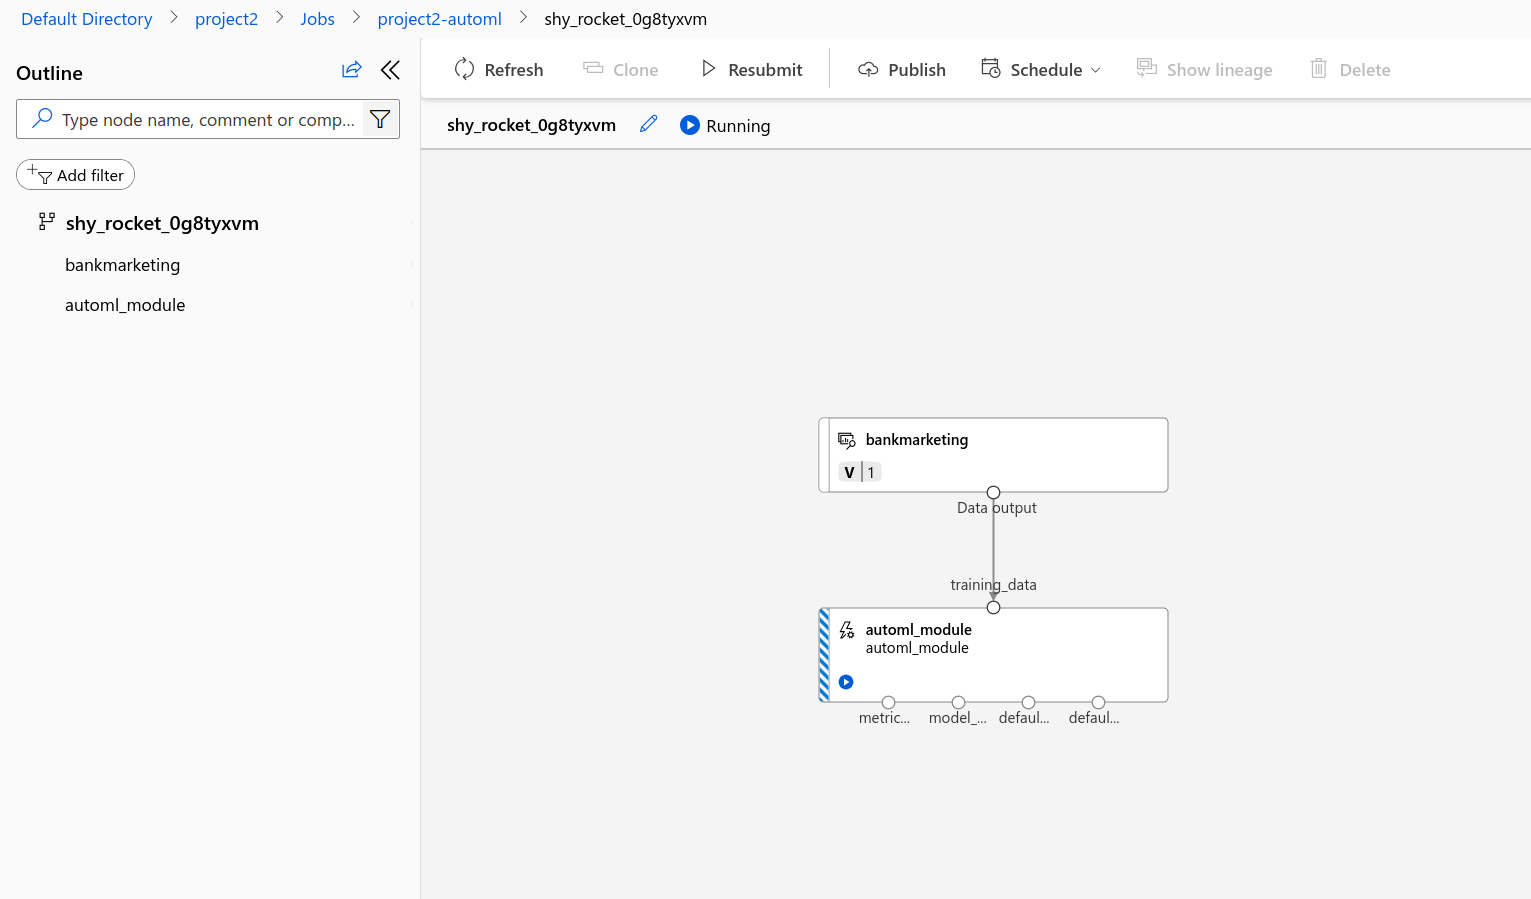 Default Directory > project2 > Jobs > project2-automl > shy_rocket_0g8tyxvm
Outline
Type node name, comment or comp...
Add filter
shy_rocket_0g8tyxvm
bankmarketing
automl_module
Refresh Clone Resubmit Publish Schedule Show lineage Delete
shy_rocket_0g8tyxvm Running
bankmarketing
V 1
Data output
training_data
automl_module
automl_module
metric... model_... defaul... defaul...